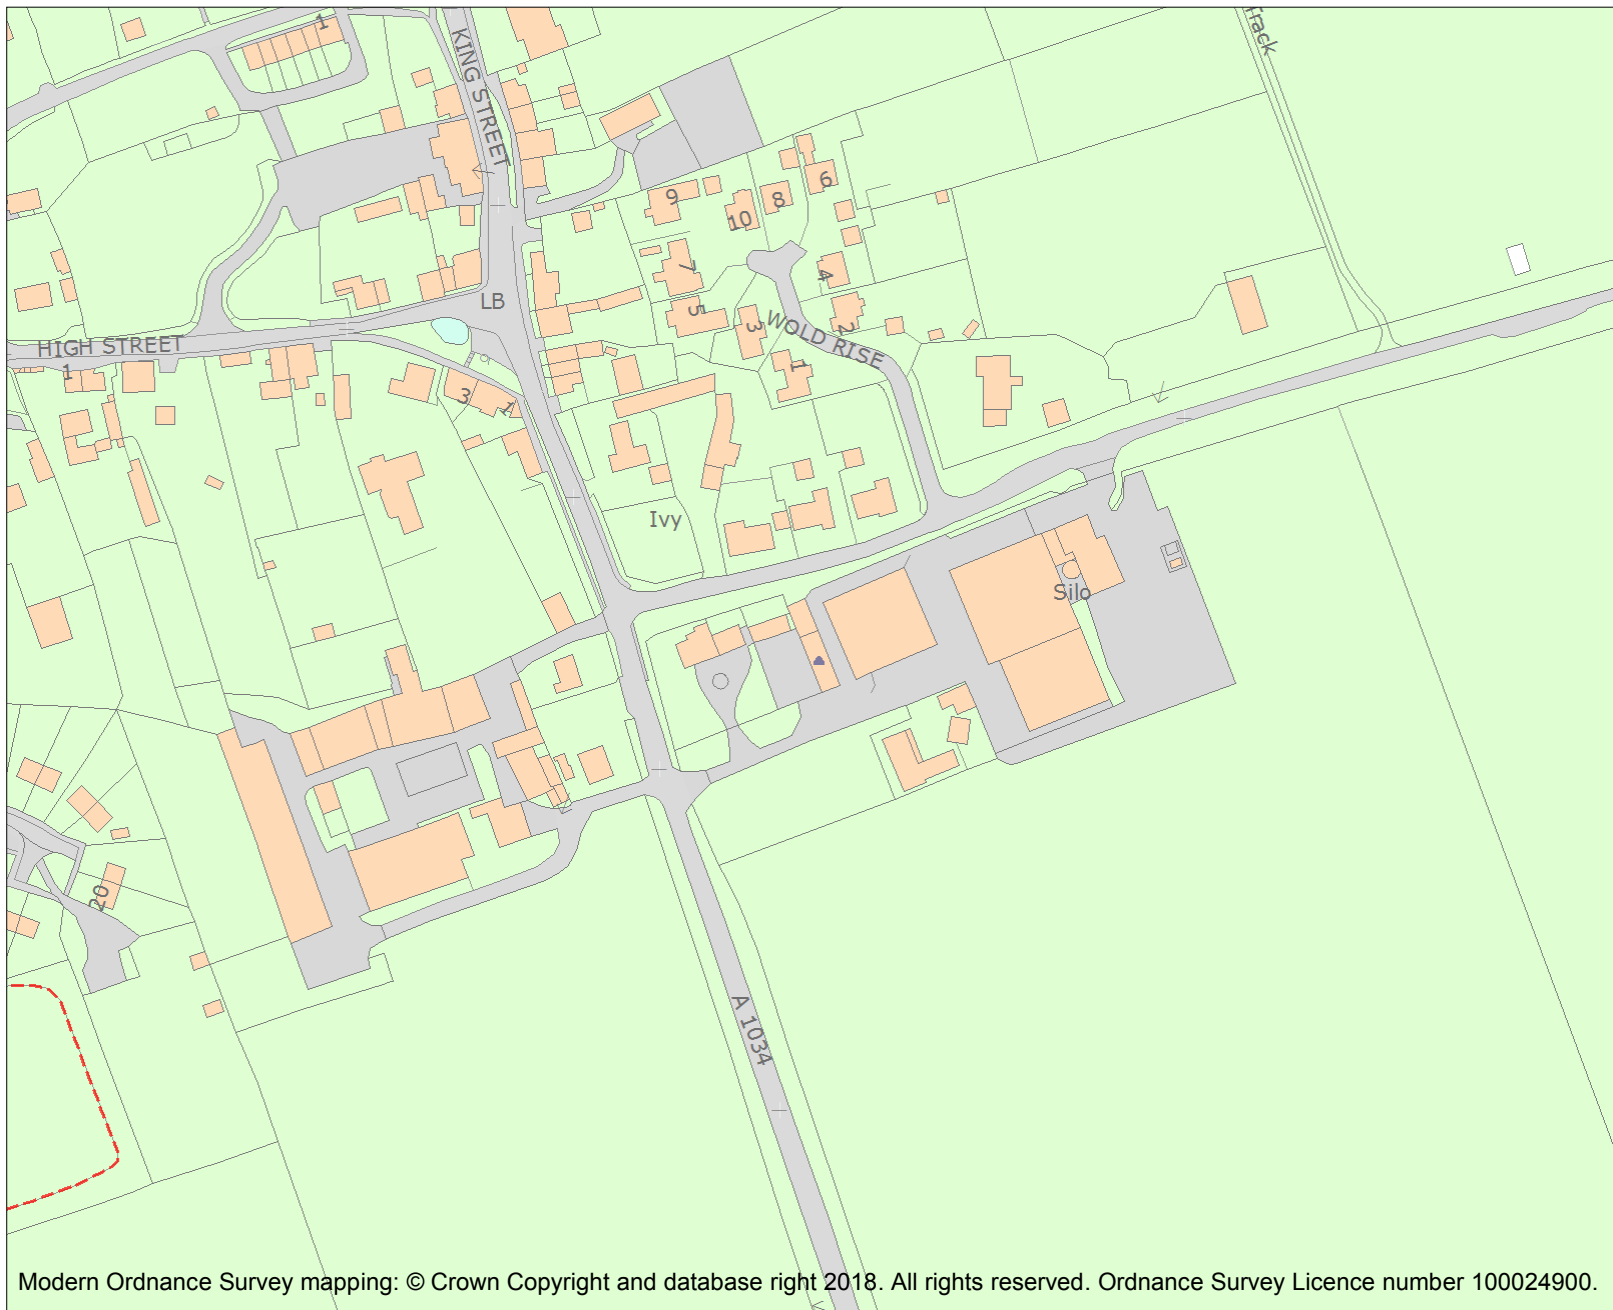 1
Track
KING STREET
9
10
8
6
7
4
5
3
2
LB
WOLD RISE
HIGH STREET
1
1
3
1
Ivy
Silo
20
A 1034
Modern Ordnance Survey mapping: © Crown Copyright and database right 2018. All rights reserved. Ordnance Survey Licence number 100024900.